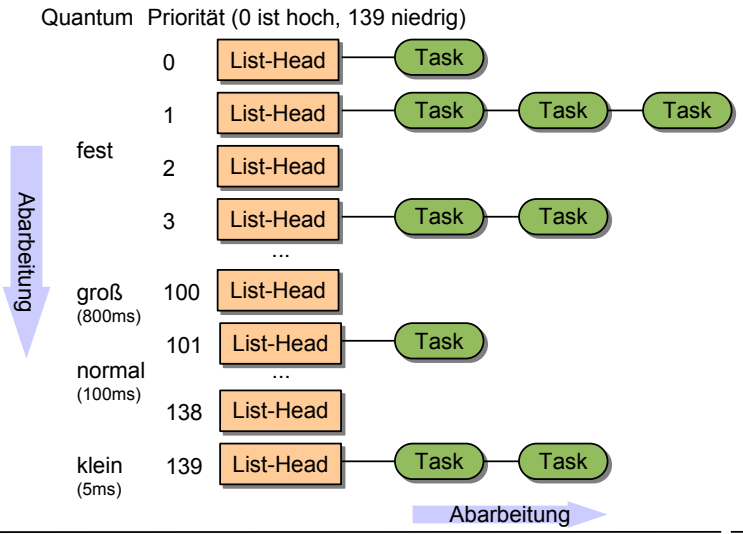 Quantum Priorität (0 ist hoch, 139 niedrig)
0 List-Head Task
1 List-Head Task Task Task
fest
2 List-Head
3 List-Head Task Task
...
Abarbeitung
groß 100 List-Head
(800ms)
101 List-Head Task
normal ...
(100ms)
138 List-Head
klein 139 List-Head Task Task
(5ms)
Abarbeitung